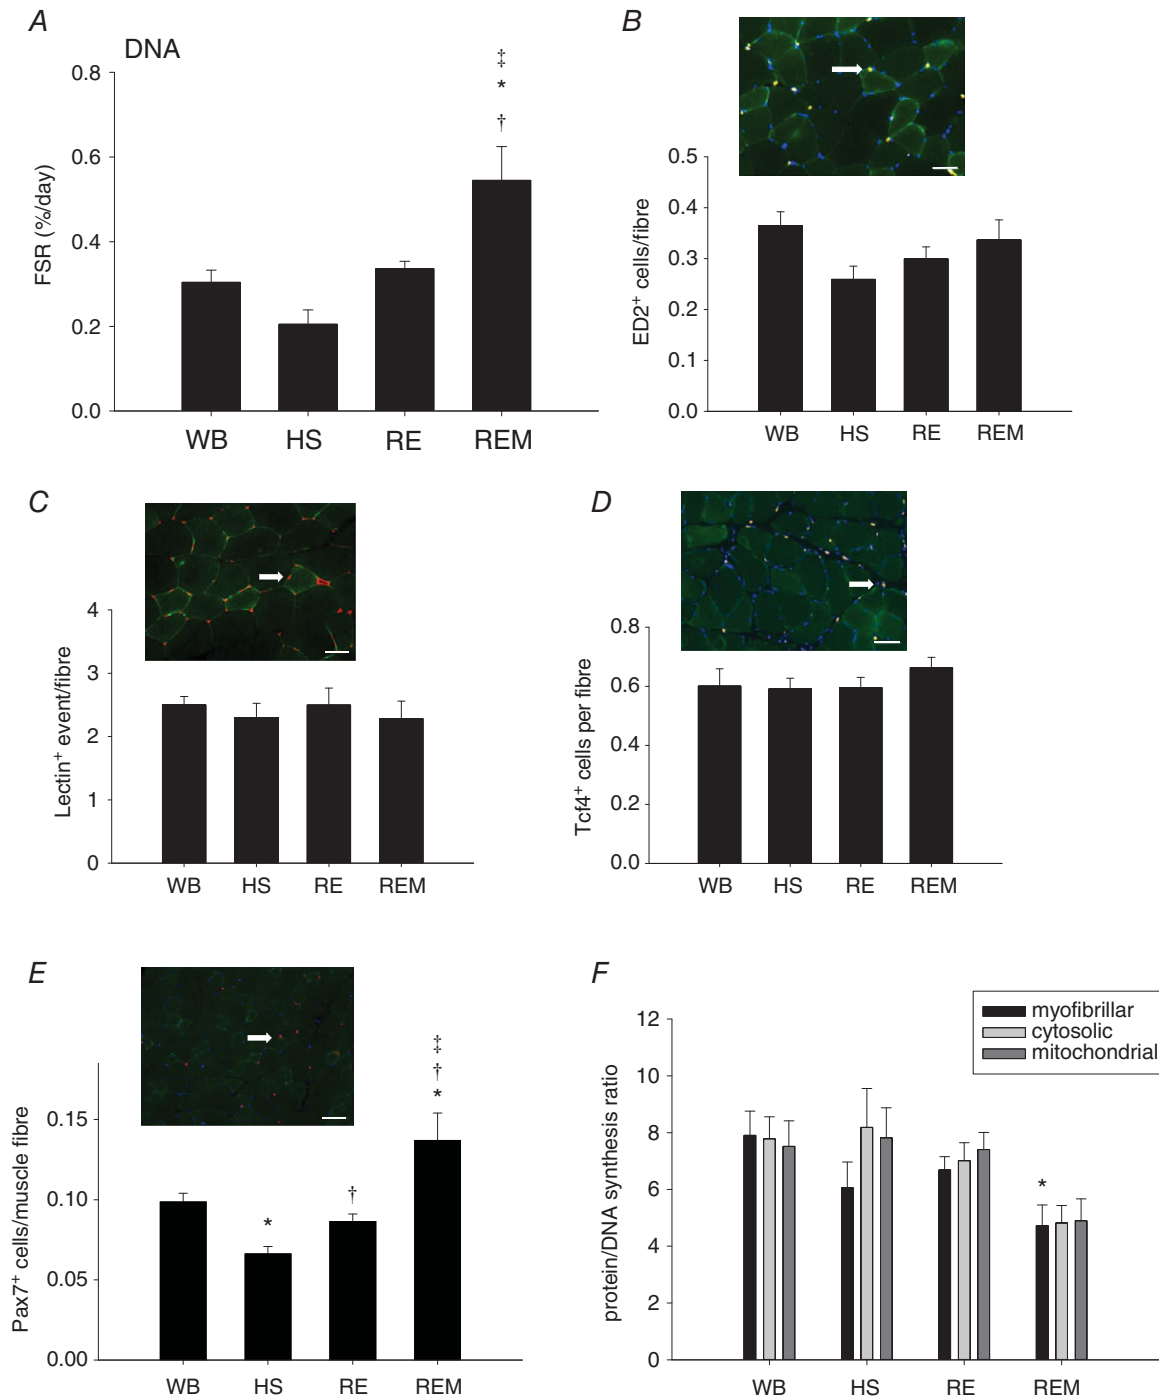 A
DNA
‡
*
†
FSR (%/day)
0.8
0.6
0.4
0.2
0.0
WB HS RE REM
B
ED2+ cells/fibre
0.5
0.4
0.3
0.2
0.1
0.0
WB HS RE REM
C
Lectin+ event/fibre
4
3
2
1
0
WB HS RE REM
D
Tcf4+ cells per fibre
0.8
0.6
0.4
0.2
0.0
WB HS RE REM
E
Pax7+ cells/muscle fibre
0.15
0.10
0.05
0.00
*
†
‡
†
*
WB HS RE REM
F
myofibrillar
cytosolic
mitochondrial
protein/DNA synthesis ratio
12
10
8
6
4
2
0
*
WB HS RE REM